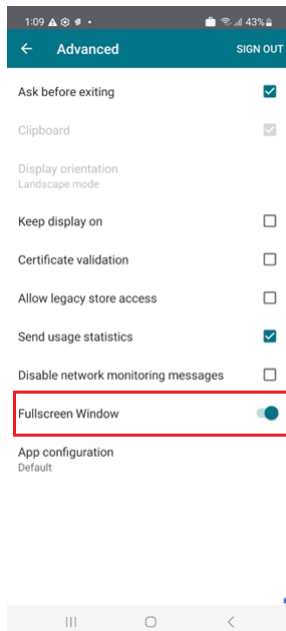 1:09
43%
Advanced
SIGN OUT
Ask before exiting
Clipboard
Display orientation
Landscape mode
Keep display on
Certificate validation
Allow legacy store access
Send usage statistics
Disable network monitoring messages
Fullscreen Window
App configuration
Default